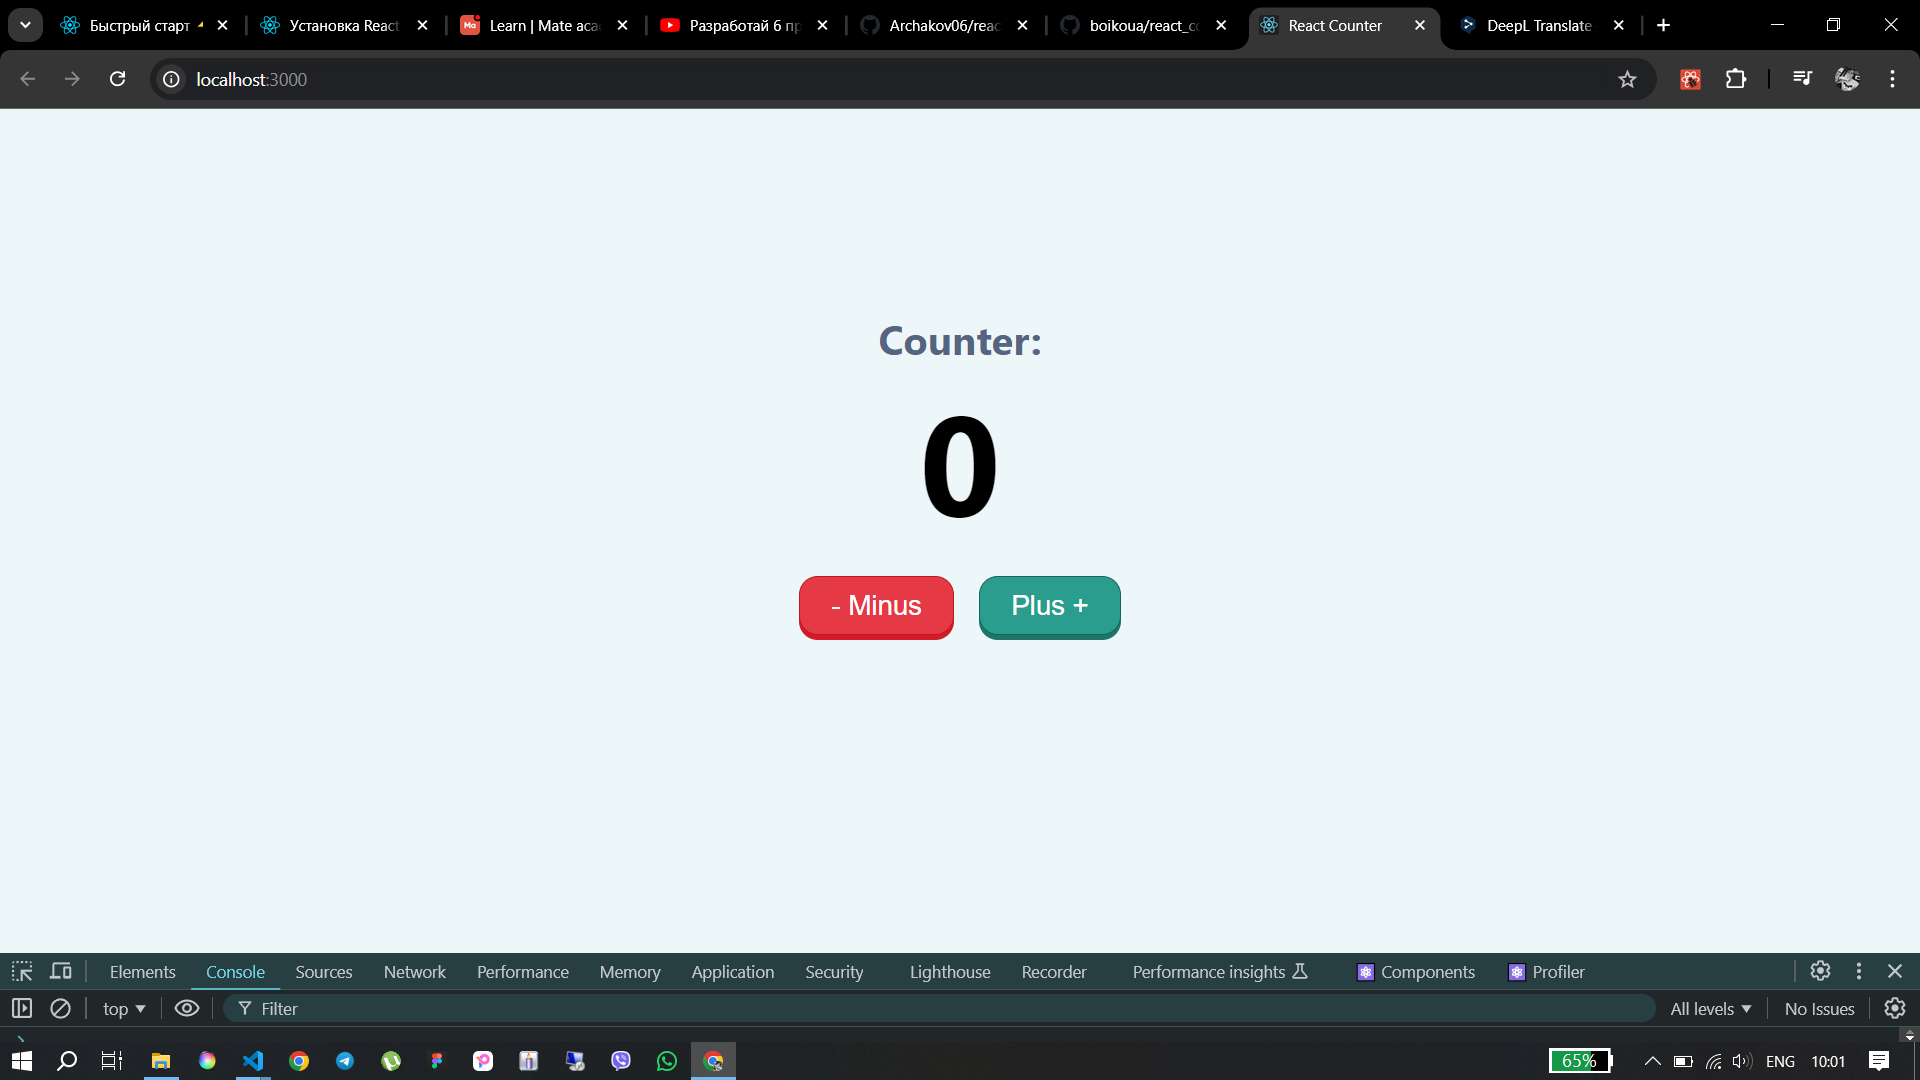 Быстрый старт
Установка React
Learn | Mate aca
Разработай 6 пр
Archakov06/reac
boikoua/react_co
React Counter
DeepL Translate
localhost:3000
Counter:
0
- Minus
Plus +
Elements Console Sources Network Performance Memory Application Security Lighthouse Recorder Performance insights Components Profiler
top Filter All levels No Issues
65% ENG 10:01